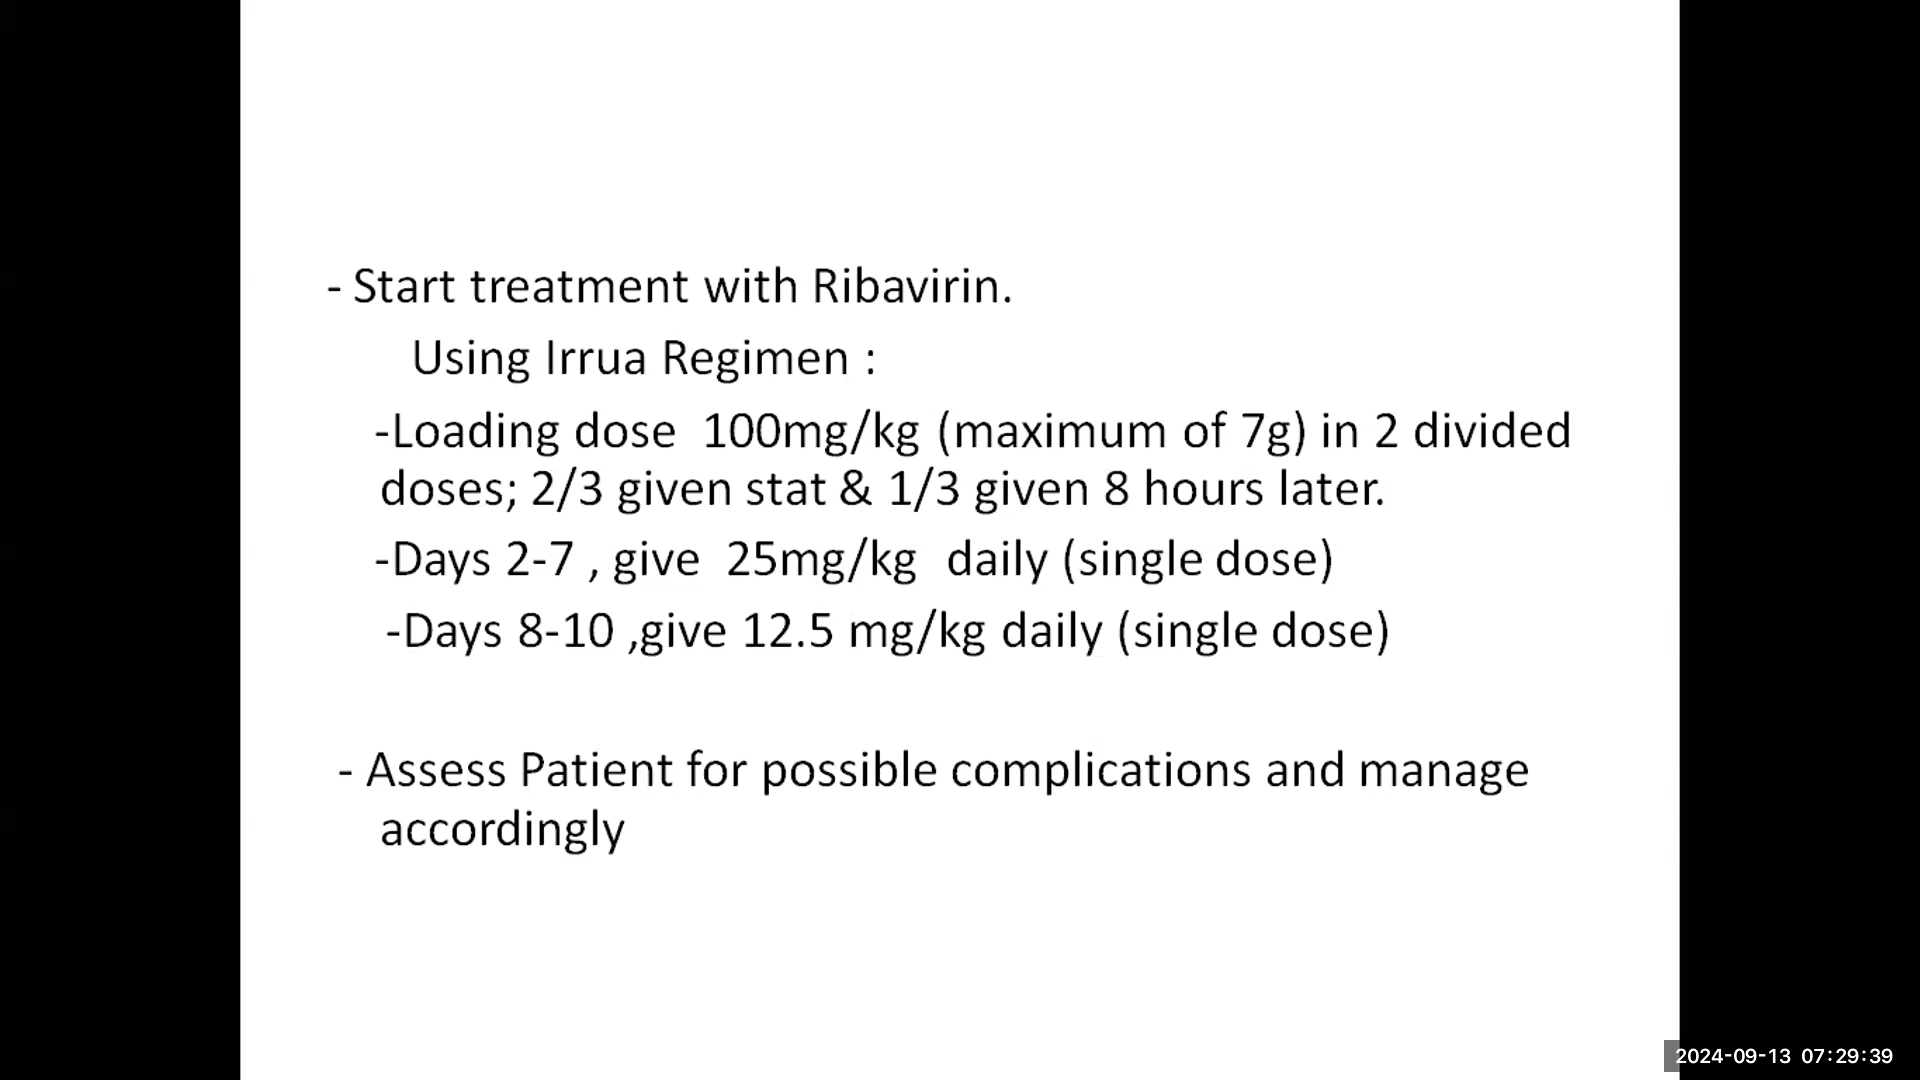 - Start treatment with Ribavirin.
Using Irrua Regimen :
-Loading dose 100mg/kg (maximum of 7g) in 2 divided
doses; 2/3 given stat & 1/3 given 8 hours later.
-Days 2-7 , give 25mg/kg daily (single dose)
-Days 8-10 ,give 12.5 mg/kg daily (single dose)
- Assess Patient for possible complications and manage
accordingly
2024-09-13 07:29:39